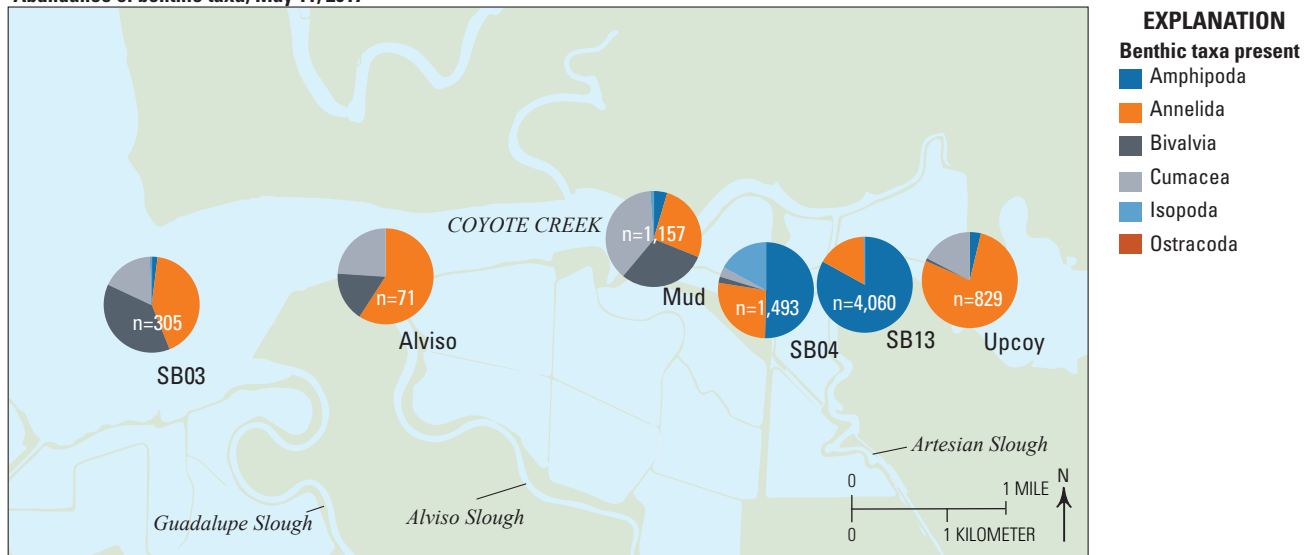 EXPLANATION
Benthic taxa present
Amphipoda
Annelida
Bivalvia
Cumacea
Isopoda
Ostracoda
COYOTE CREEK
n=1,157
Mud
n=305
SB03
n=71
Alviso
n=1,493
SB04
n=4,060
SB13
n=829
Upcoy
Guadalupe Slough
Alviso Slough
Artesian Slough
0
1 MILE
N
0
1 KILOMETER